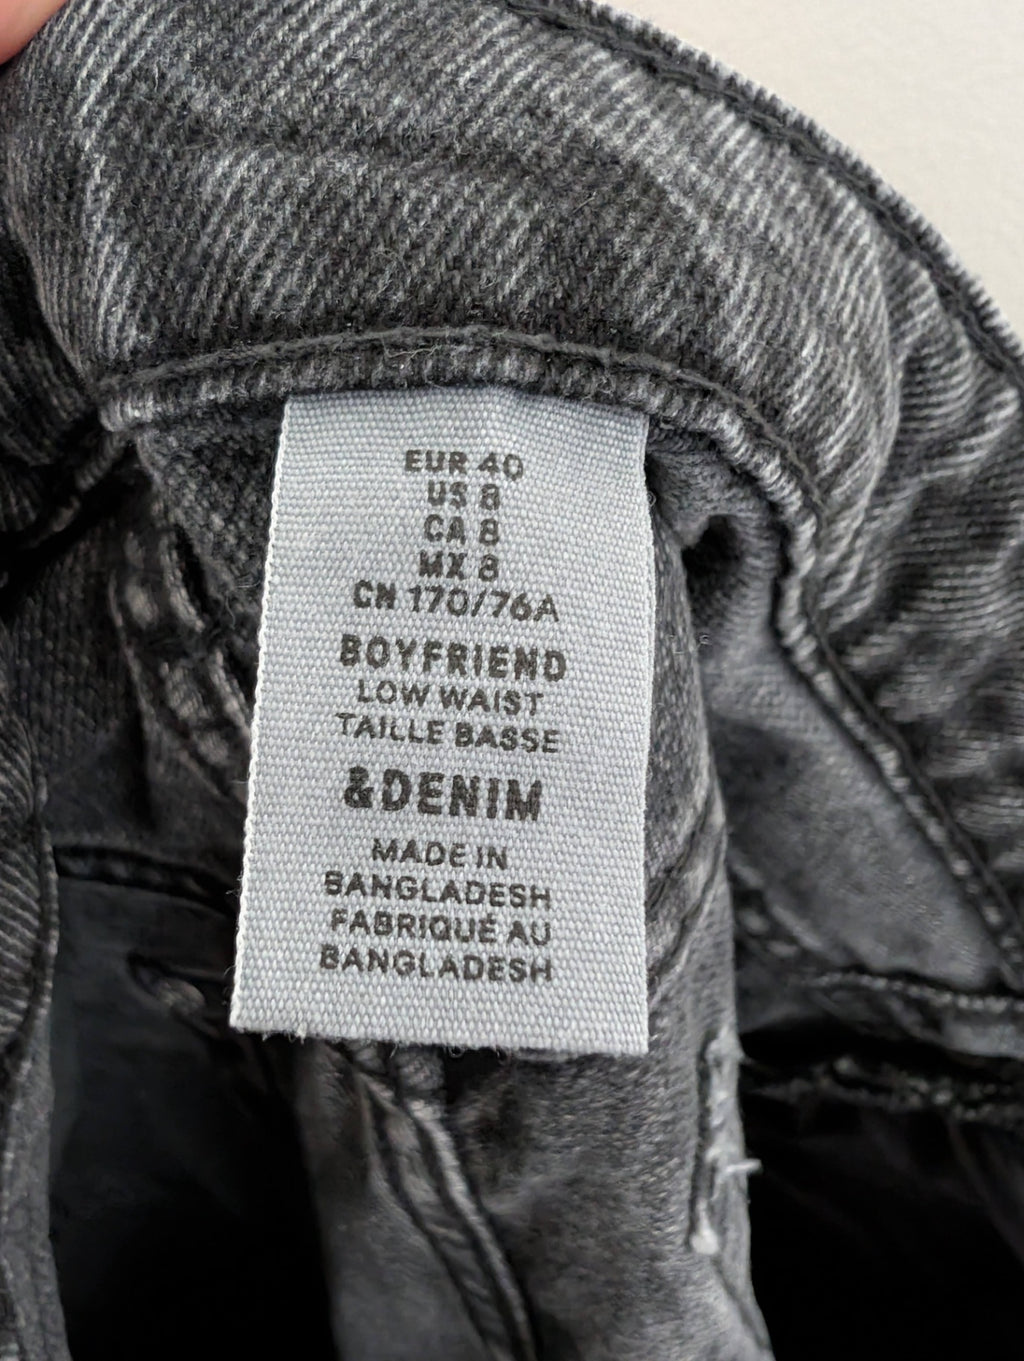 EUR 40
US 8
CA 8
MX 8
CN 170/76A
BOYFRIEND
LOW WAIST
TAILLE BASSE
&DENIM
MADE IN
BANGLADESH
FABRIQUÉ AU
BANGLADESH